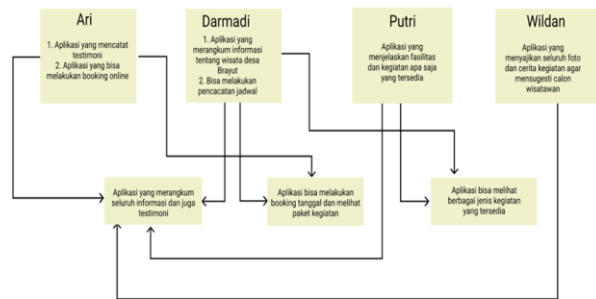 Ari
1. Aplikasi yang mencatat
testimoni
2. Aplikasi yang bisa
melakukan booking online
Darmadi
1. Aplikasi yang
merangkum informasi
tentang wisata desa
Brayut
2. Bisa melakukan
pencacatan jadwal
Putri
Aplikasi yang
menjelaskan fasilitas
dan kegiatan apa saja
yang tersedia
Wildan
Aplikasi yang
menyajikan seluruh foto
dan cerita kegiatan agar
mensugesti calon
wisatawan
Aplikasi yang merangkum
seluruh informasi dan juga
testimoni
Aplikasi bisa melakukan
booking tanggal dan melihat
paket kegiatan
Aplikasi bisa melihat
berbagai jenis kegiatan
yang tersedia